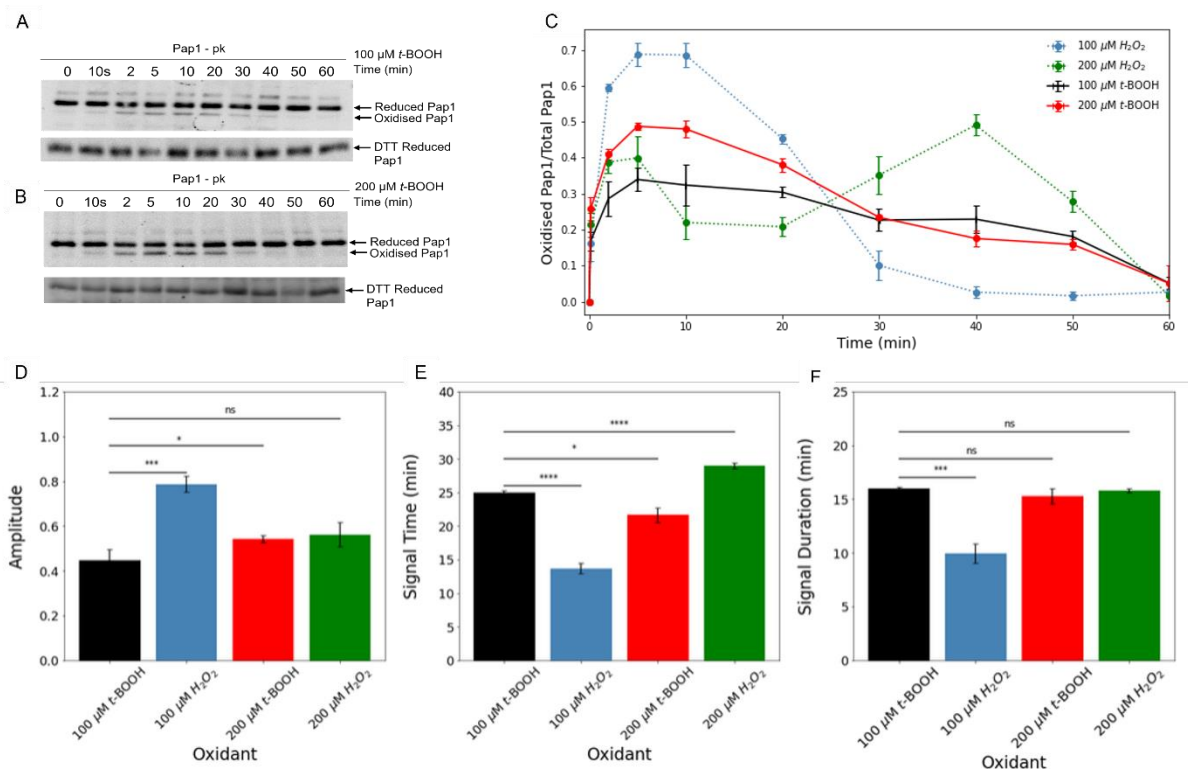 A
Pap1 - pk
100 µM t-BOOH
0 10s 2 5 10 20 30 40 50 60 Time (min)
Reduced Pap1
Oxidised Pap1
DTT Reduced
Pap1
B
Pap1 - pk
200 µM t-BOOH
0 10s 2 5 10 20 30 40 50 60 Time (min)
Reduced Pap1
Oxidised Pap1
DTT Reduced
Pap1
C
Oxidised Pap1/Total Pap1
0.7
0.6
0.5
0.4
0.3
0.2
0.1
0.0
100 µM H₂O₂
200 µM H₂O₂
100 µM t-BOOH
200 µM t-BOOH
0 10 20 30 40 50 60
Time (min)
D
Amplitude
1.2
1.0
0.8
0.6
0.4
0.2
0.0
ns
*
***
100 µM t-BOOH
100 µM H₂O₂
200 µM t-BOOH
200 µM H₂O₂
Oxidant
E
Signal Time (min)
40
35
30
25
20
15
10
5
0
****
*
****
100 µM t-BOOH
100 µM H₂O₂
200 µM t-BOOH
200 µM H₂O₂
Oxidant
F
Signal Duration (min)
25
20
15
10
5
0
ns
ns
***
100 µM t-BOOH
100 µM H₂O₂
200 µM t-BOOH
200 µM H₂O₂
Oxidant